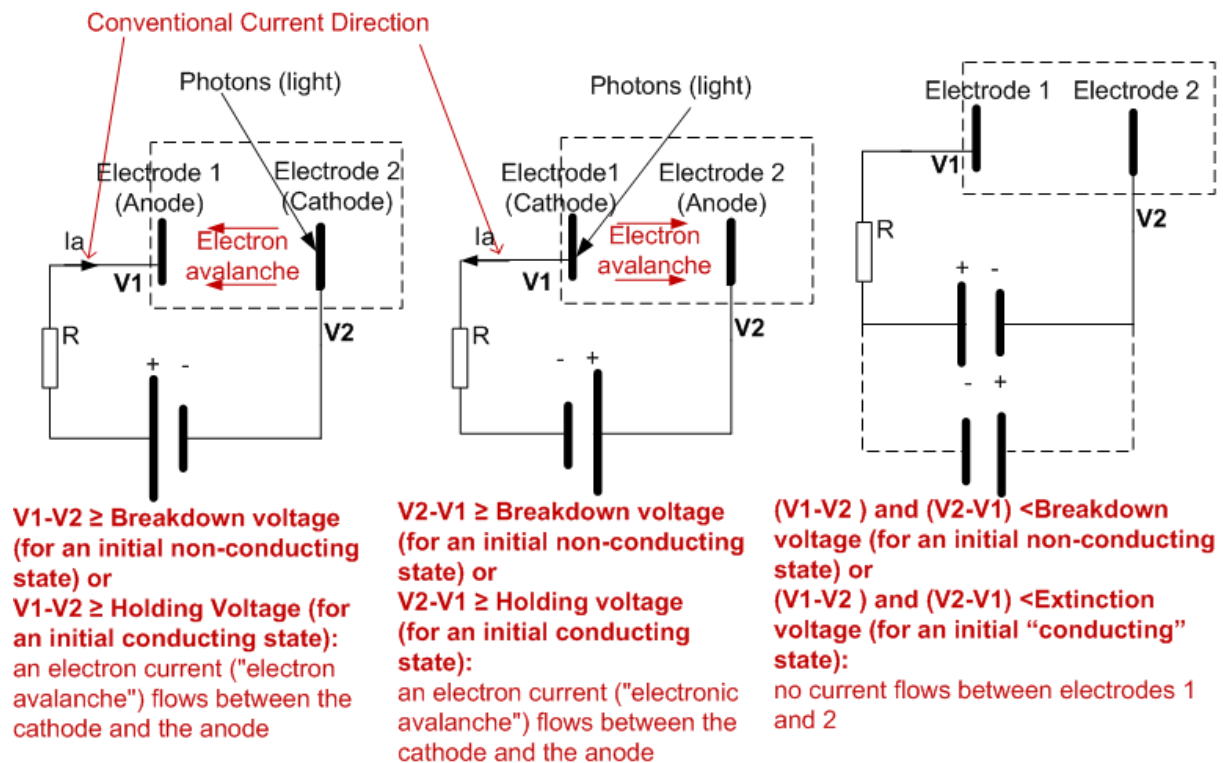 Conventional Current Direction
Photons (light)
Electrode 1
(Anode)
Electrode 2
(Cathode)
Ia
V1
Electron
avalanche
R
V2
+ -
V1-V2 ≥ Breakdown voltage
(for an initial non-conducting
state) or
V1-V2 ≥ Holding Voltage (for
an initial conducting state):
an electron current ("electron
avalanche") flows between the
cathode and the anode
Photons (light)
Electrode1
(Cathode)
Electrode 2
(Anode)
Ia
V1
Electron
avalanche
R
V2
- +
V2-V1 ≥ Breakdown voltage
(for an initial non-conducting
state) or
V2-V1 ≥ Holding voltage
(for an initial conducting
state):
an electron current ("electronic
avalanche") flows between the
cathode and the anode
Electrode 1
Electrode 2
V1
V2
R
+ -
- +
(V1-V2 ) and (V2-V1) <Breakdown
voltage (for an initial non-conducting
state) or
(V1-V2 ) and (V2-V1) <Extinction
voltage (for an initial “conducting”
state):
no current flows between electrodes 1
and 2